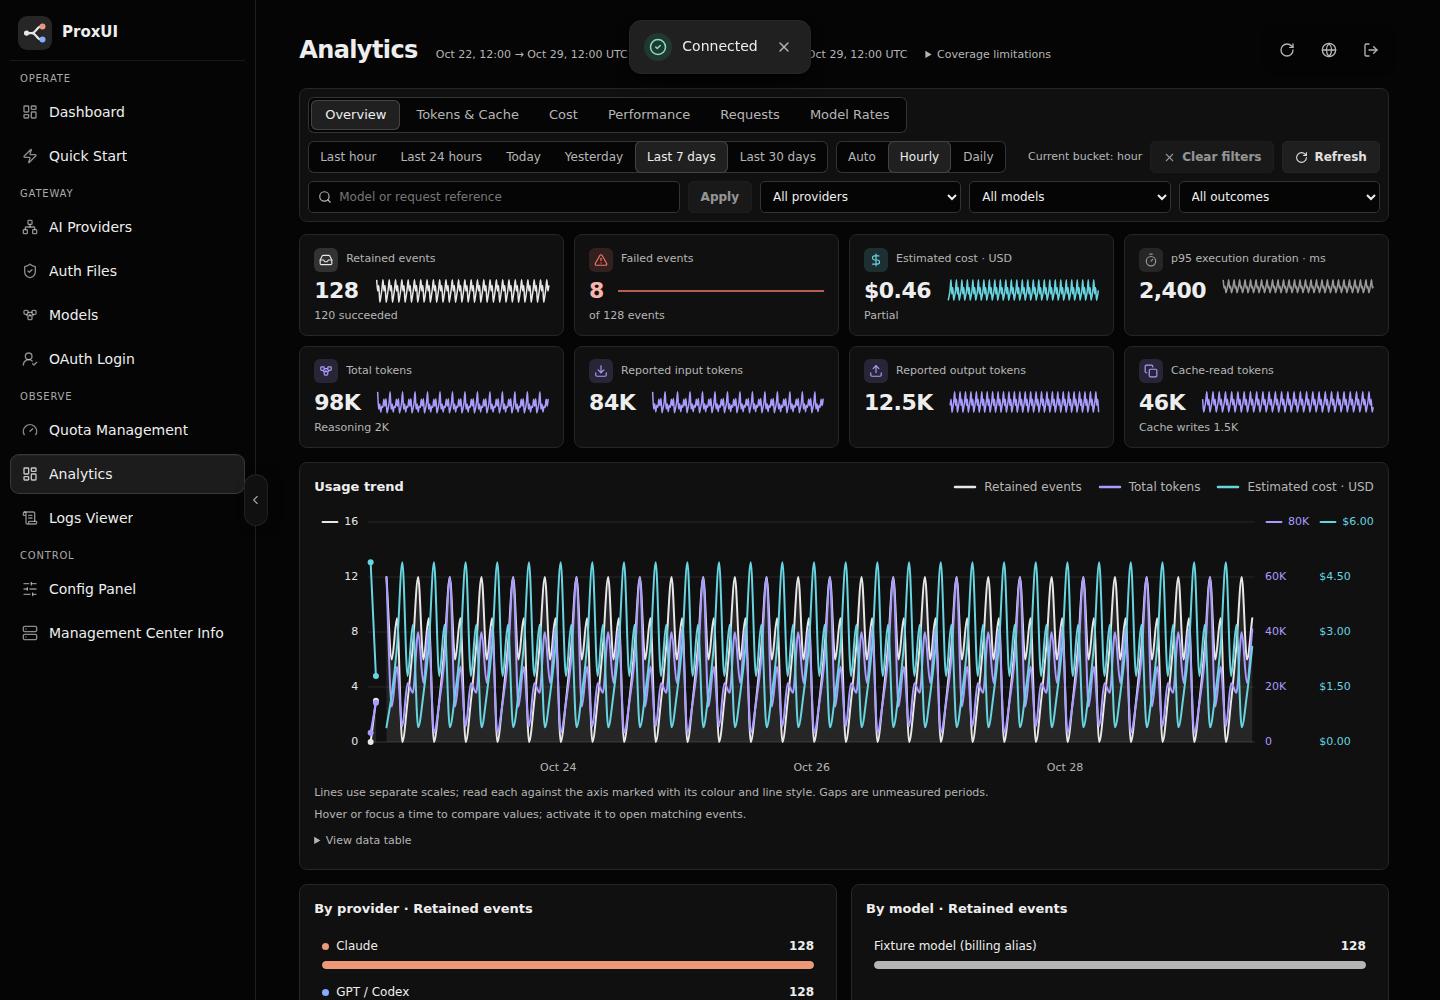 ProxUI
OPERATE
Dashboard
Quick Start
GATEWAY
AI Providers
Auth Files
Models
OAuth Login
OBSERVE
Quota Management
Analytics
Logs Viewer
CONTROL
Config Panel
Management Center Info
Analytics
Oct 22, 12:00 → Oct 29, 12:00 UTC
Oct 29, 12:00 UTC
Coverage limitations
Connected
Overview
Tokens & Cache
Cost
Performance
Requests
Model Rates
Last hour
Last 24 hours
Today
Yesterday
Last 7 days
Last 30 days
Auto
Hourly
Daily
Current bucket: hour
Clear filters
Refresh
Model or request reference
Apply
All providers
All models
All outcomes
Retained events
128
120 succeeded
Failed events
8
of 128 events
Estimated cost · USD
$0.46
Partial
p95 execution duration · ms
2,400
Total tokens
98K
Reasoning 2K
Reported input tokens
84K
Reported output tokens
12.5K
Cache-read tokens
46K
Cache writes 1.5K
Usage trend
Retained events
Total tokens
Estimated cost · USD
16
80K
$6.00
12
60K
$4.50
8
40K
$3.00
4
20K
$1.50
0
0
$0.00
Oct 24
Oct 26
Oct 28
Lines use separate scales; read each against the axis marked with its colour and line style. Gaps are unmeasured periods.
Hover or focus a time to compare values; activate it to open matching events.
View data table
By provider · Retained events
Claude
128
GPT / Codex
128
By model · Retained events
Fixture model (billing alias)
128